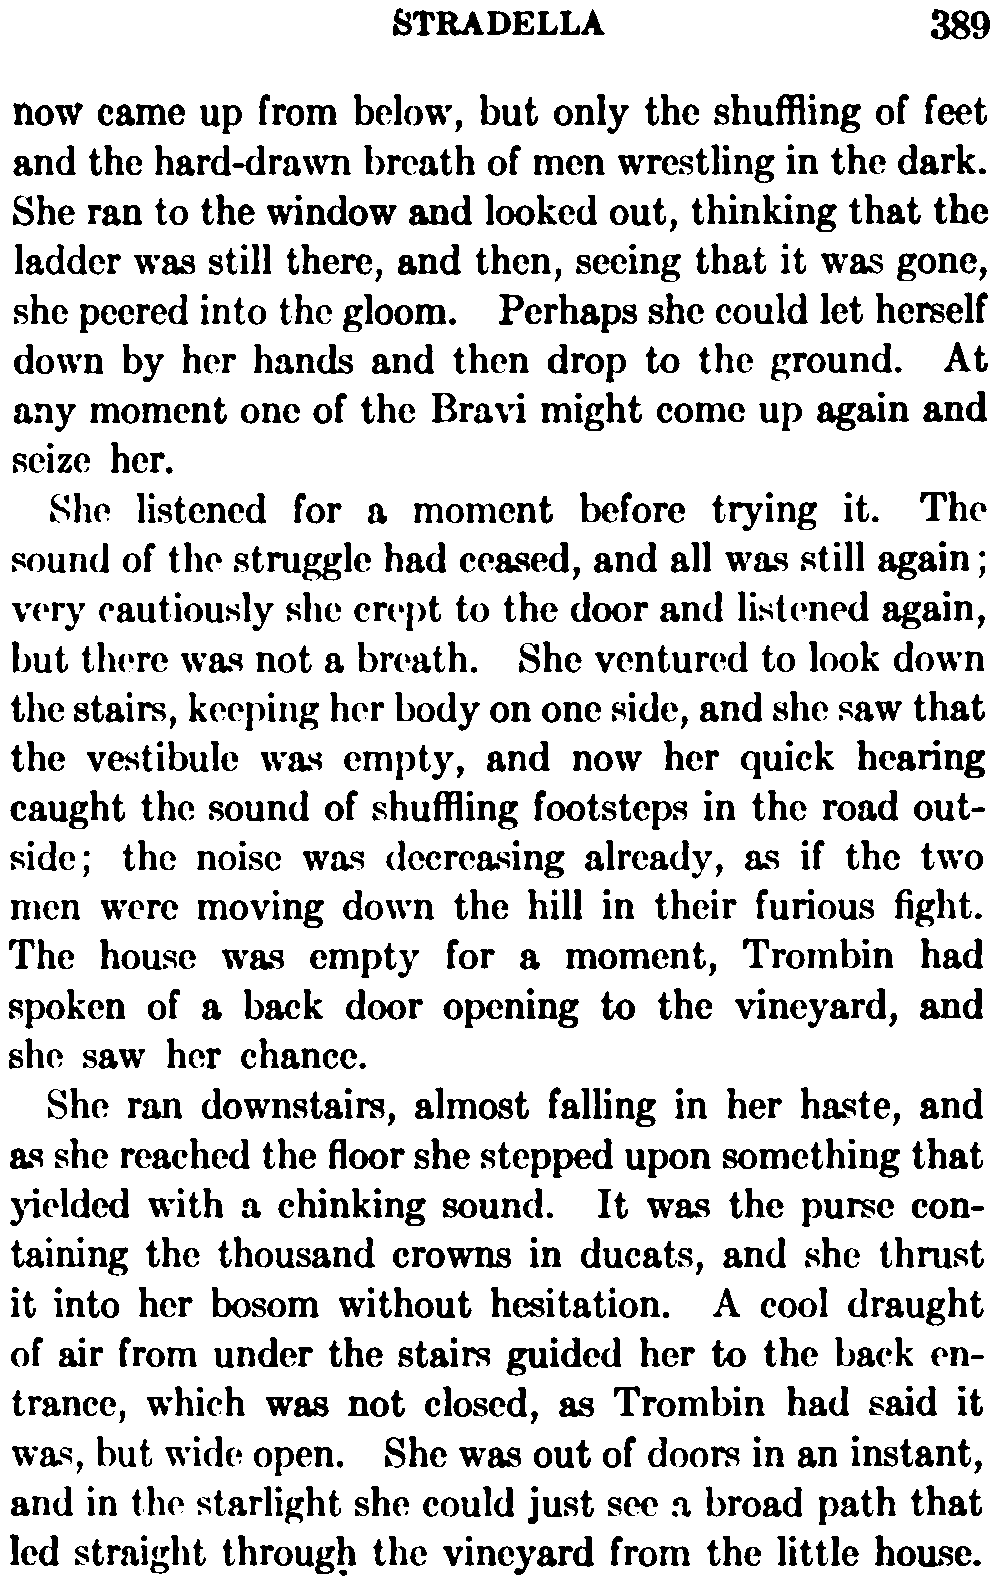 STRADELLA 389
now came up from below, but only the shuffling of feet
and the hard-drawn breath of men wrestling in the dark.
She ran to the window and looked out, thinking that the
ladder was still there, and then, seeing that it was gone,
she peered into the gloom. Perhaps she could let herself
down by her hands and then drop to the ground. At
any moment one of the Bravi might come up again and
seize her.
She listened for a moment before trying it. The
sound of the struggle had ceased, and all was still again;
very cautiously she crept to the door and listened again,
but there was not a breath. She ventured to look down
the stairs, keeping her body on one side, and she saw that
the vestibule was empty, and now her quick hearing
caught the sound of shuffling footsteps in the road out-
side; the noise was decreasing already, as if the two
men were moving down the hill in their furious fight.
The house was empty for a moment, Trombin had
spoken of a back door opening to the vineyard, and
she saw her chance.
She ran downstairs, almost falling in her haste, and
as she reached the floor she stepped upon something that
yielded with a chinking sound. It was the purse con-
taining the thousand crowns in ducats, and she thrust
it into her bosom without hesitation. A cool draught
of air from under the stairs guided her to the back en-
trance, which was not closed, as Trombin had said it
was, but wide open. She was out of doors in an instant,
and in the starlight she could just see a broad path that
led straight through the vineyard from the little house.